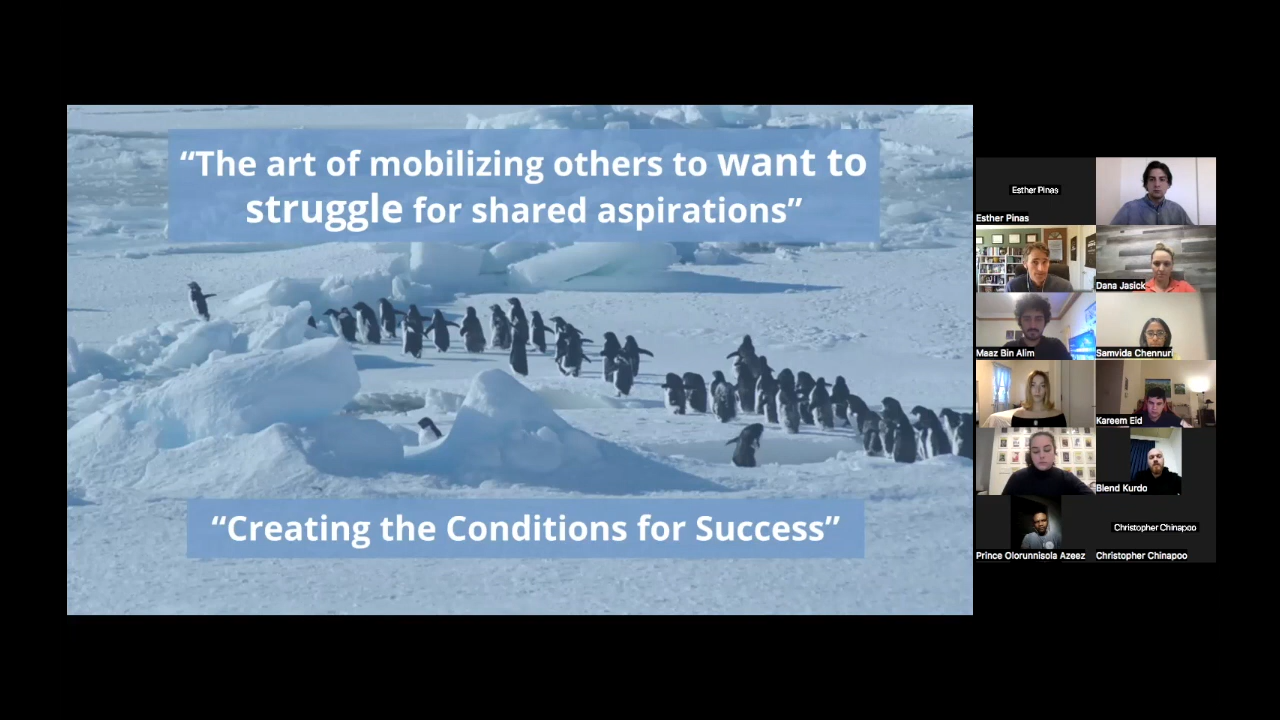 “The art of mobilizing others to want to
struggle for shared aspirations”
“Creating the Conditions for Success”
Esther Pinas
Esther Pinas
Dana Jasick
Maaz Bin Alim
Samvida Chennuri
Kareem Eid
Blend Kurdo
Prince Olorunnisola Azeez
Christopher Chinapoo
Christopher Chinapoo